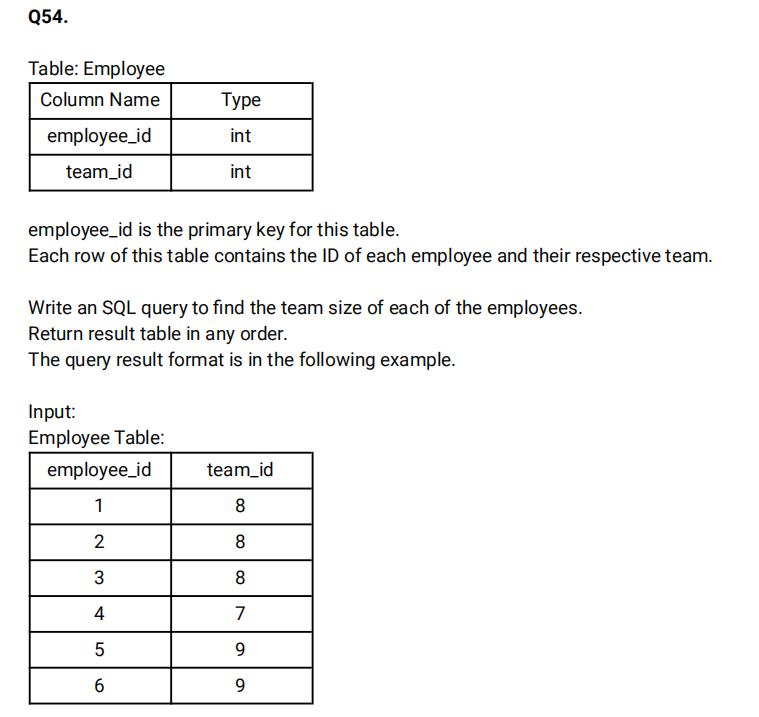 Q54.
Table: Employee
Column Name Type
employee_id int
team_id int
employee_id is the primary key for this table.
Each row of this table contains the ID of each employee and their respective team.
Write an SQL query to find the team size of each of the employees.
Return result table in any order.
The query result format is in the following example.
Input:
Employee Table:
employee_id team_id
1 8
2 8
3 8
4 7
5 9
6 9